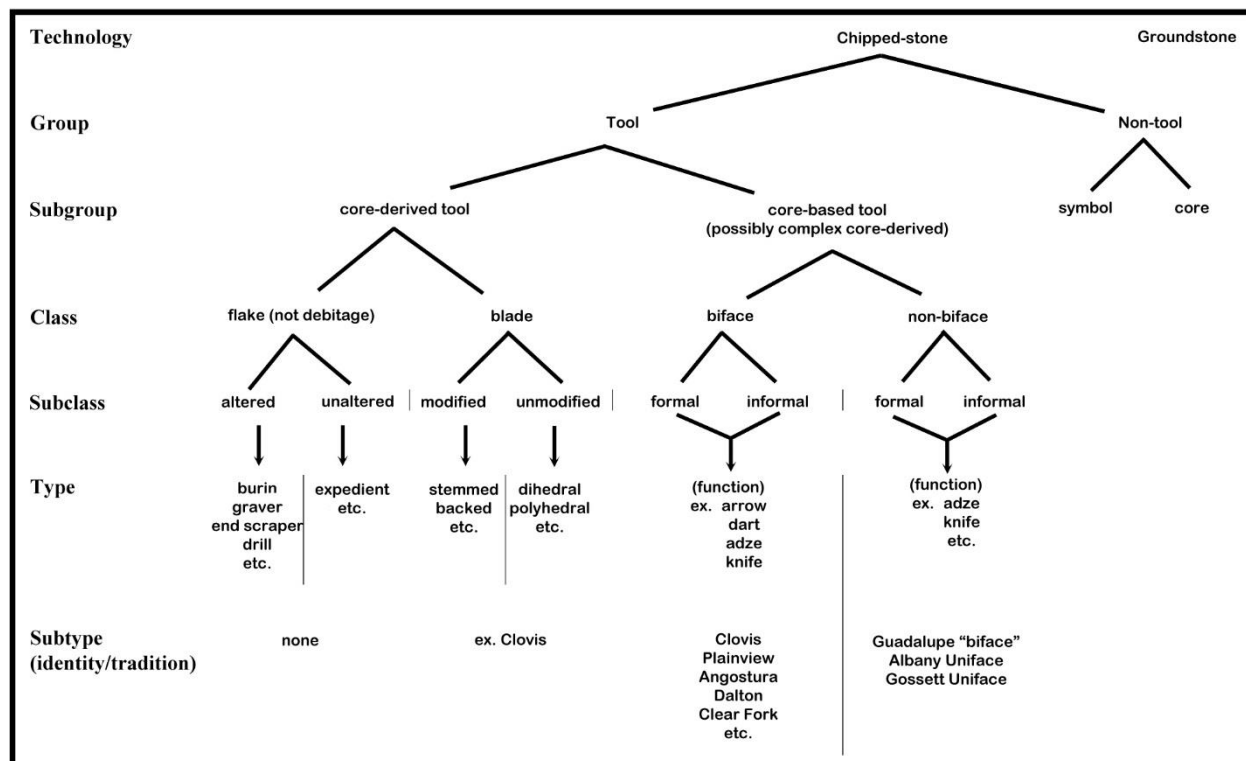 Technology Chipped-stone Groundstone
Group Tool Non-tool
Subgroup core-derived tool core-based tool symbol core
(possibly complex core-derived)
Class flake (not debitage) blade biface non-biface
Subclass altered unaltered modified unmodified formal informal formal informal
Type burin expedient stemmed dihedral (function) (function)
graver etc. backed polyhedral ex. arrow ex. adze
end scraper etc. etc. dart knife
drill adze etc.
etc. knife
Subtype none ex. Clovis Clovis Guadalupe “biface”
(identity/tradition) Plainview Albany Uniface
Angostura Gossett Uniface
Dalton
Clear Fork
etc.